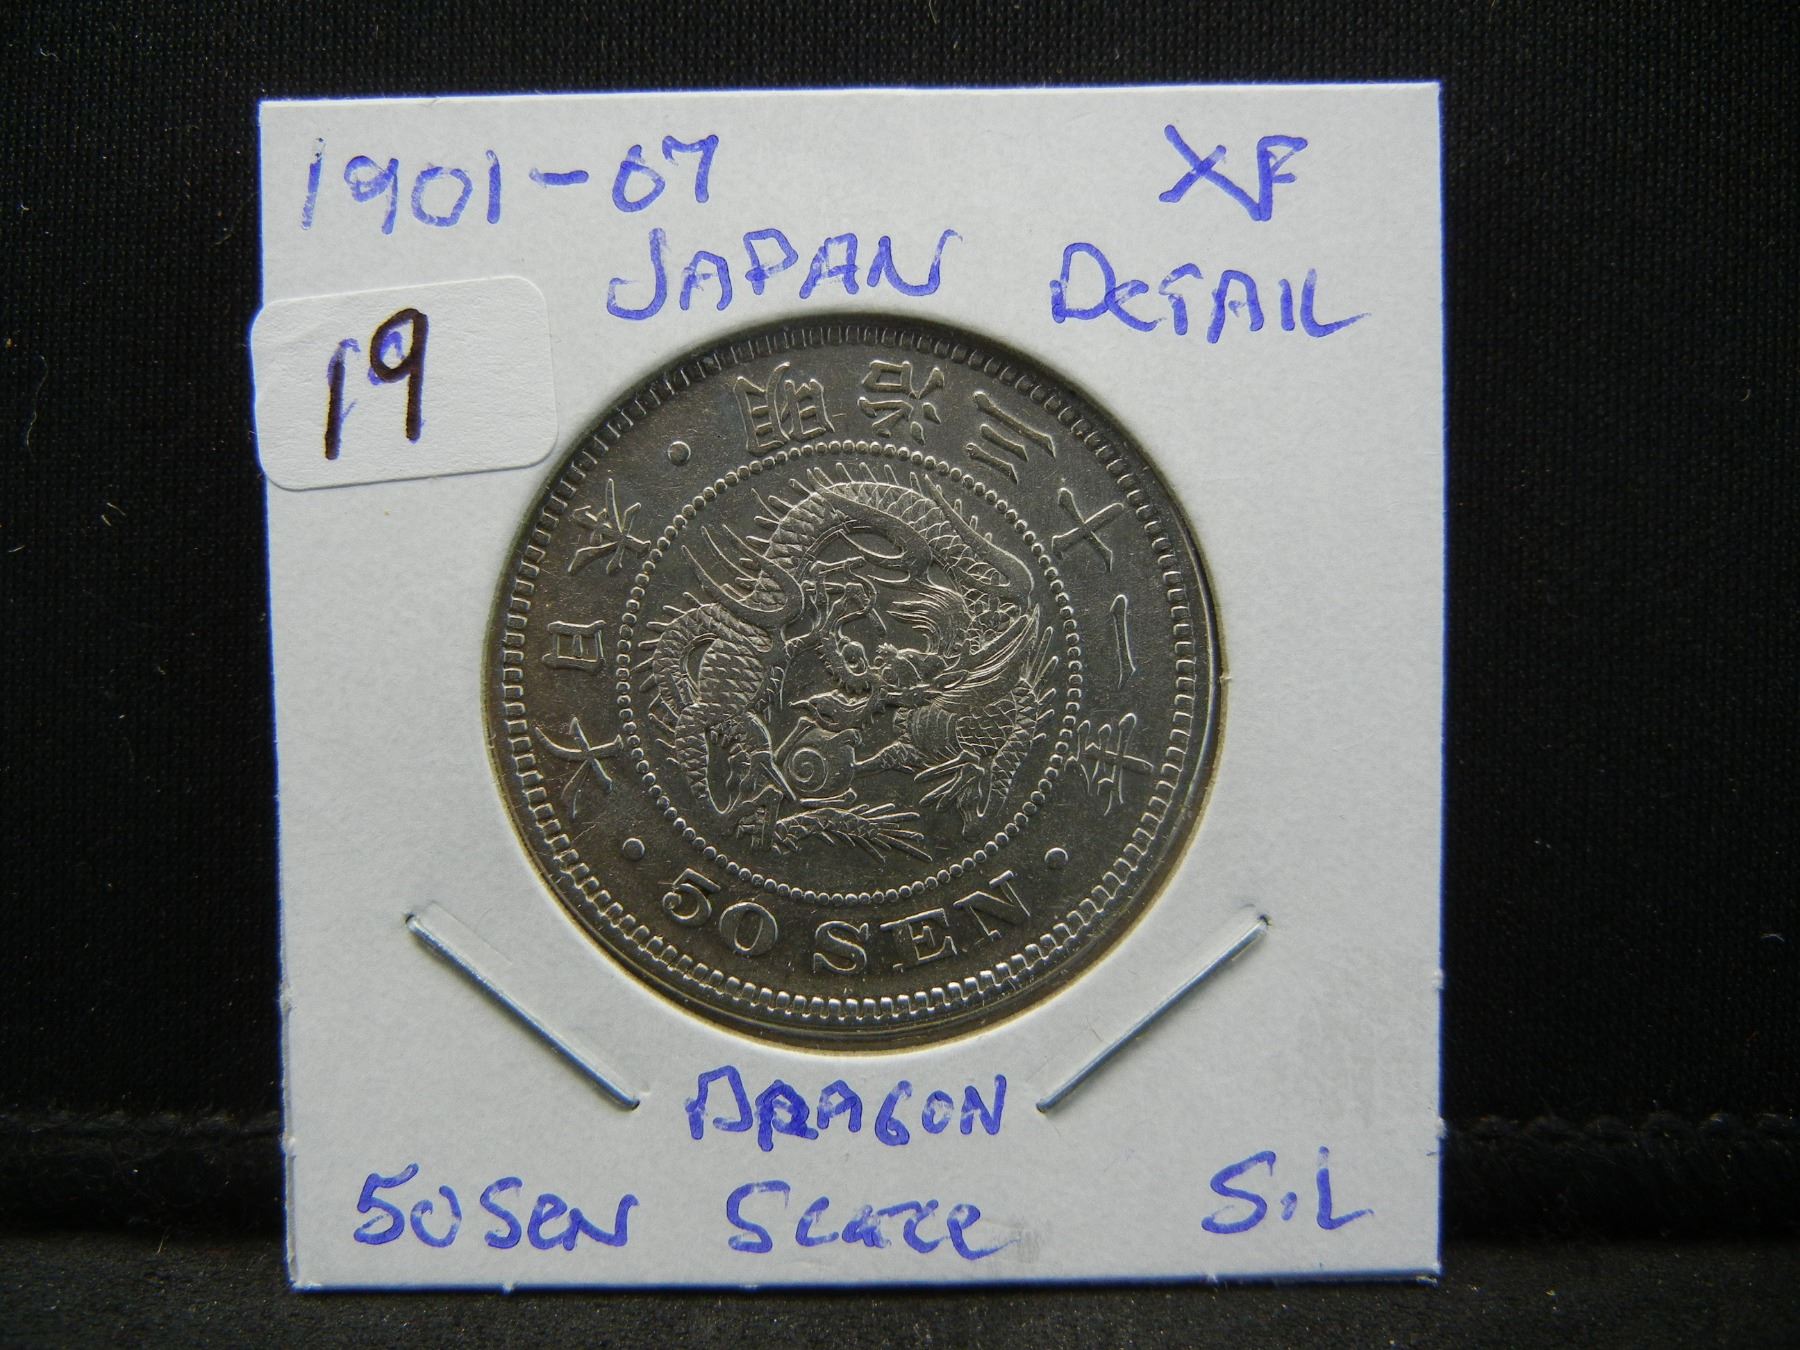 1901-07 XF
JAPAN DETAIL
19
大日本 · 明治三十一年 ·
50 SEN ·
DRAGON
50 SEN SCARCE SIL